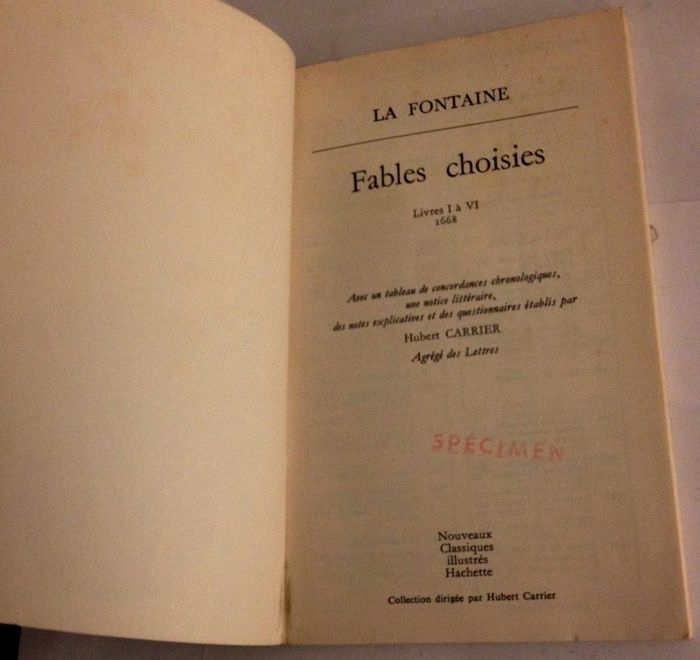 LA FONTAINE
Fables choisies
Livres I à VI
1668
Avec un tableau de concordances chronologiques,
une notice littéraire,
des notes explicatives et des questionnaires établis par
Hubert CARRIER
Agrégé des Lettres
SPECIMEN
Nouveaux
Classiques
illustrés
Hachette
Collection dirigée par Hubert Carrier